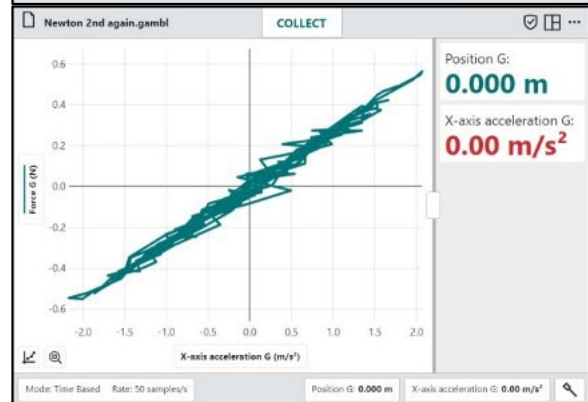 Newton 2nd again.gambl
COLLECT
Position G:
0.000 m
X-axis acceleration G:
0.00 m/s²
Force G (N)
0.6
0.4
0.2
0.0
-0.2
-0.4
-0.6
-2.0 -1.5 -1.0 -0.5 0.0 0.5 1.0 1.5 2.0
X-axis acceleration G (m/s²)
Mode: Time Based Rate: 50 samples/s Position G: 0.000 m X-axis acceleration G: 0.00 m/s²